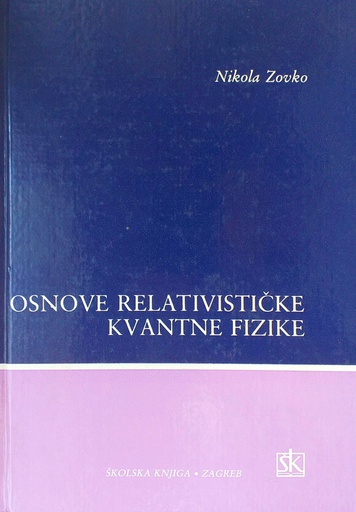 Nikola Zovko
OSNOVE RELATIVISTIČKE
KVANTNE FIZIKE
ŠKOLSKA KNJIGA • ZAGREB
šk